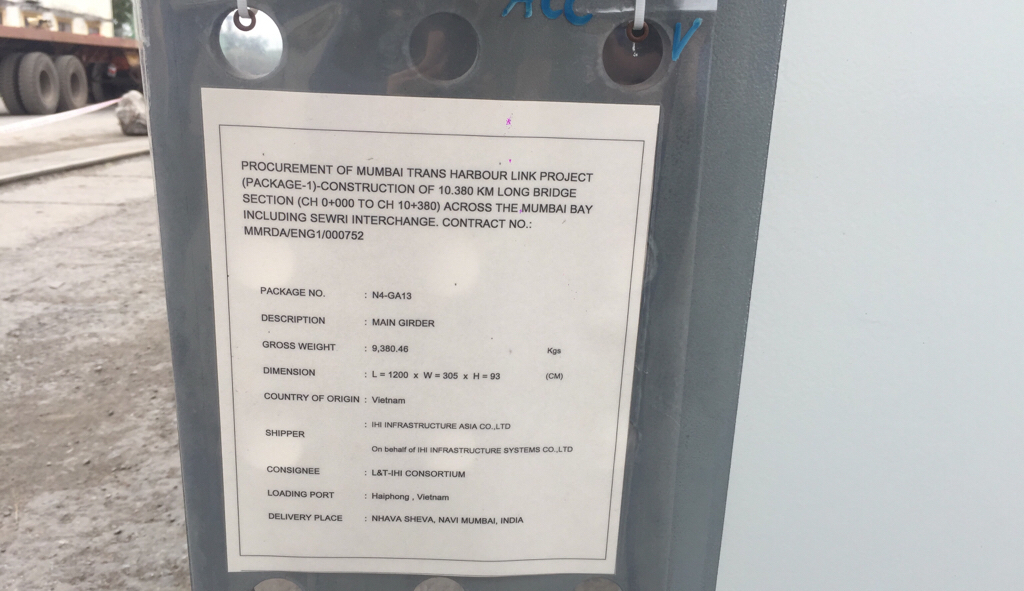 ACC
V
PROCUREMENT OF MUMBAI TRANS HARBOUR LINK PROJECT
(PACKAGE-1)-CONSTRUCTION OF 10.380 KM LONG BRIDGE
SECTION (CH 0+000 TO CH 10+380) ACROSS THE MUMBAI BAY
INCLUDING SEWRI INTERCHANGE. CONTRACT NO.:
MMRDA/ENG1/000752
PACKAGE NO. : N4-GA13
DESCRIPTION : MAIN GIRDER
GROSS WEIGHT : 9,380.46 Kgs
DIMENSION : L = 1200 x W = 305 x H = 93 (CM)
COUNTRY OF ORIGIN : Vietnam
SHIPPER : IHI INFRASTRUCTURE ASIA CO.,LTD
On behalf of IHI INFRASTRUCTURE SYSTEMS CO.,LTD
CONSIGNEE : L&T-IHI CONSORTIUM
LOADING PORT : Haiphong , Vietnam
DELIVERY PLACE : NHAVA SHEVA, NAVI MUMBAI, INDIA